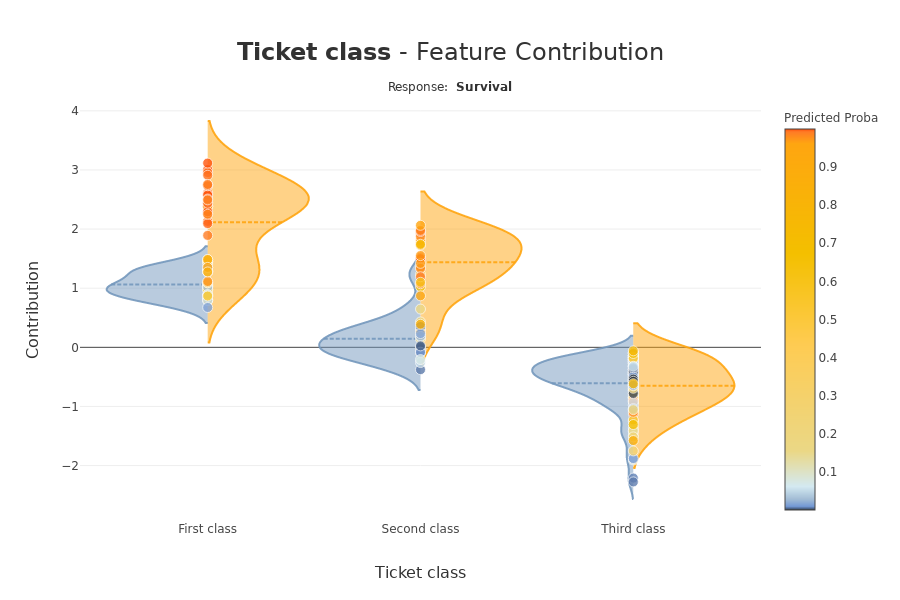 Ticket class - Feature Contribution
Response: Survival
Predicted Proba
Contribution
4
3
2
1
0
−1
−2
0.9
0.8
0.7
0.6
0.5
0.4
0.3
0.2
0.1
First class
Second class
Third class
Ticket class